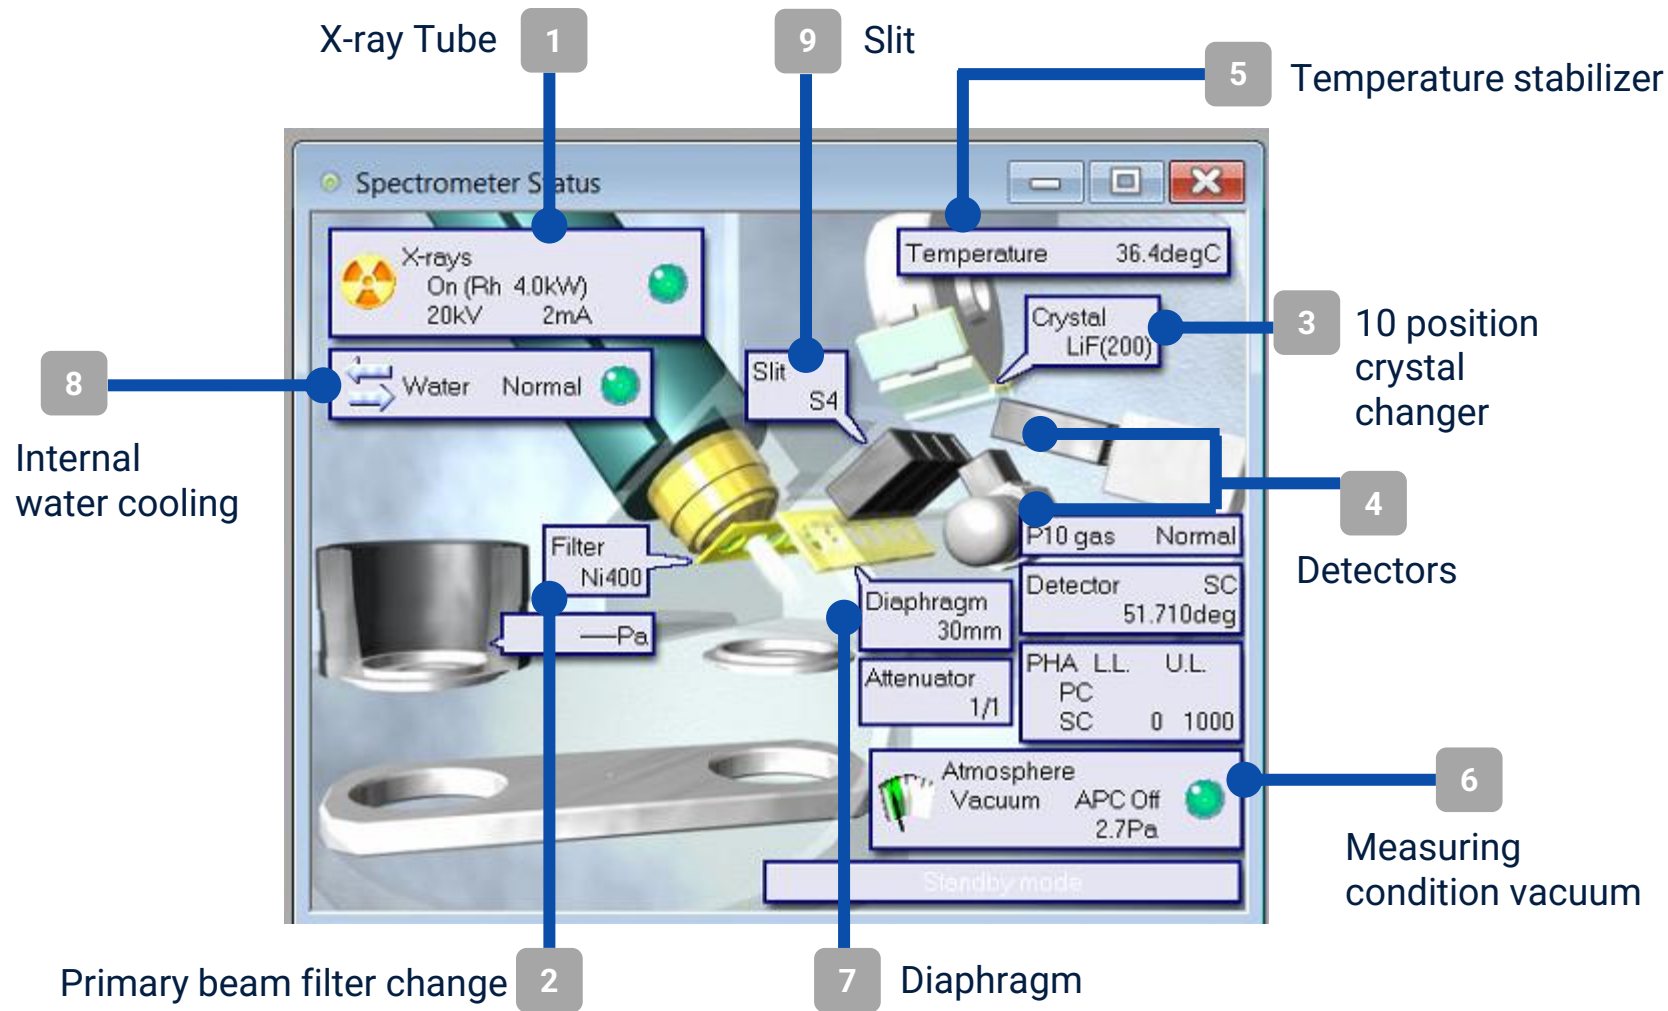 X-ray Tube 1
9 Slit
5 Temperature stabilizer
Spectrometer Status
X-rays
On (Rh 4.0kW)
20kV 2mA
Temperature 36.4degC
Crystal
LiF(200)
3 10 position
crystal
changer
8
Water Normal
Internal
water cooling
Slit
S4
4
Detectors
Filter
Ni400
—Pa
P10 gas Normal
Diaphragm
30mm
Detector SC
51.710deg
Attenuator
1/1
PHA L.L. U.L.
PC
SC 0 1000
Atmosphere
Vacuum APC Off
2.7Pa
6
Measuring
condition vacuum
Standby mode
Primary beam filter change 2
7 Diaphragm